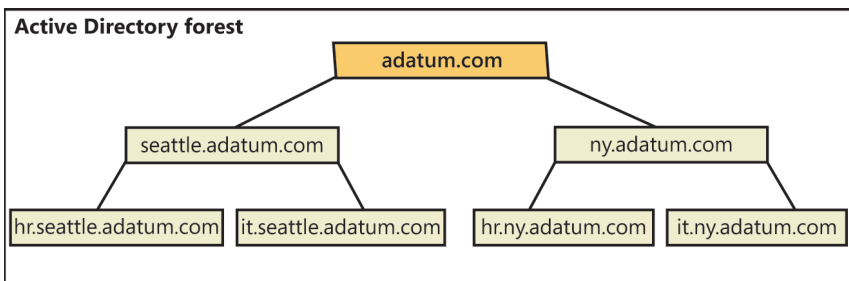 Active Directory forest
adatum.com
seattle.adatum.com
ny.adatum.com
hr.seattle.adatum.com
it.seattle.adatum.com
hr.ny.adatum.com
it.ny.adatum.com